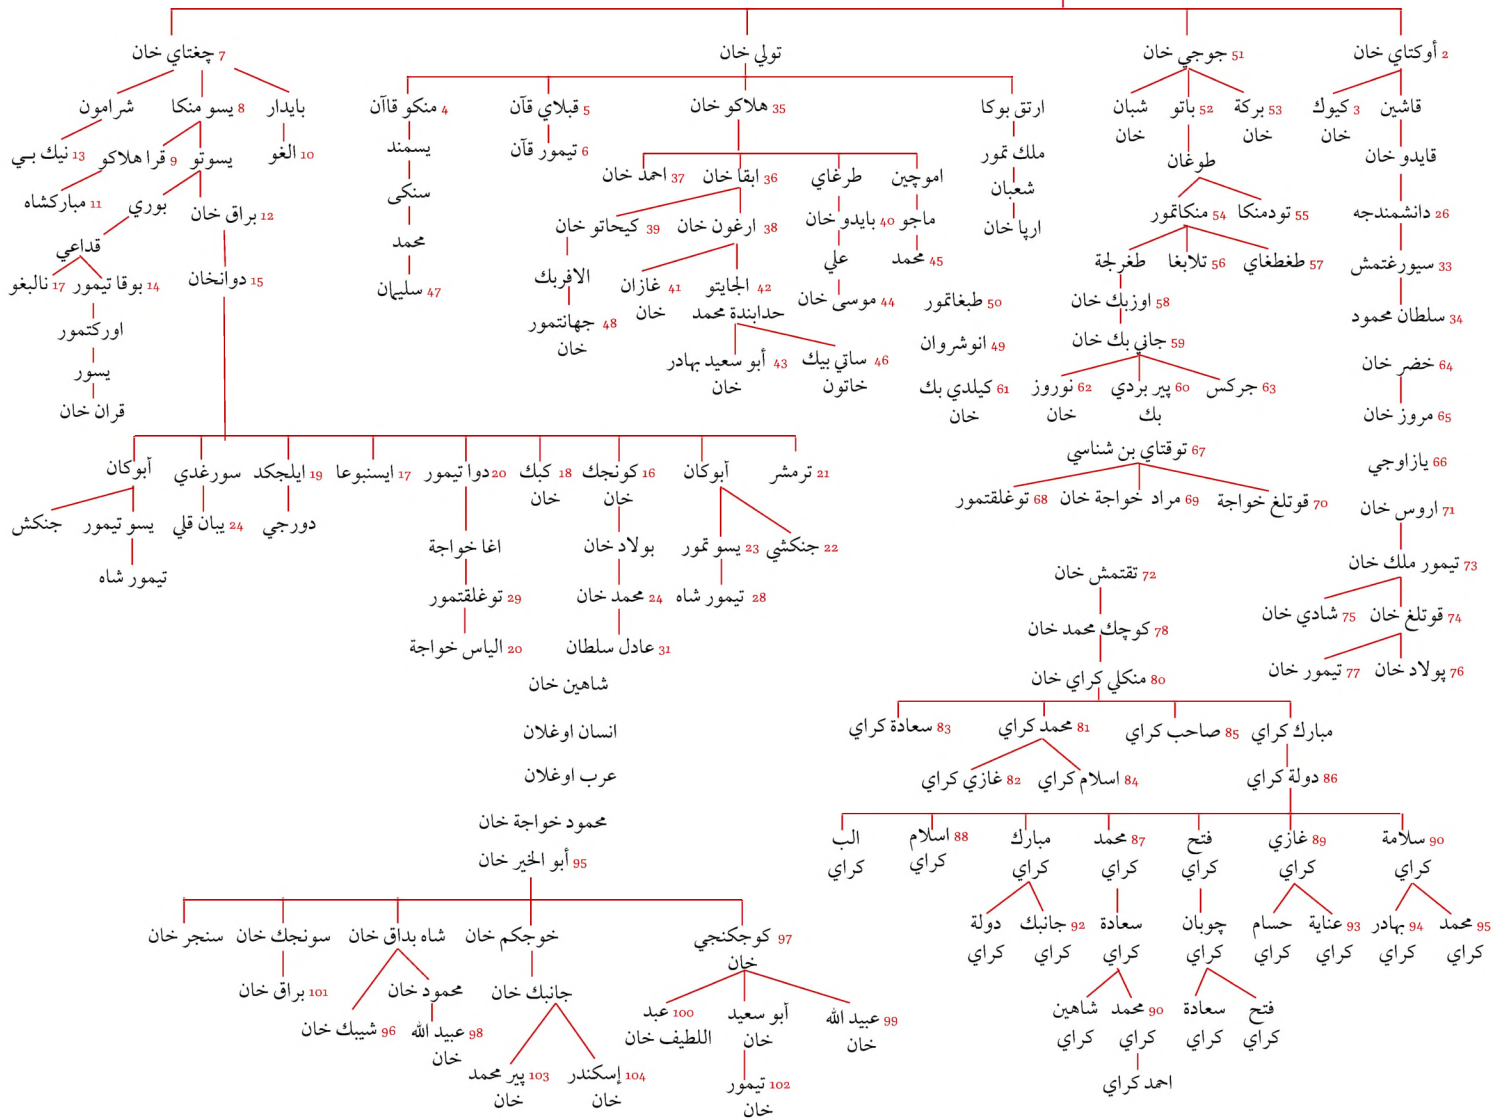 7 چغتاي خان
تولي خان
51 جوجي خان
2 أوكتاي خان
شرامون
8 يسو منكا
بايدار
4 منكو قاآن
5 قبلاي قآن
35 هلاكو خان
ارتق بوكا
شبان
خان
52 باتو
53 بركة
خان
3 كيوك
خان
قاشين
13 نيك بي
9 قرا هلاكو
يسوتو
10 الغو
يسمند
6 تيمور قآن
ملك تمور
طوغان
قايدو خان
37 احمد خان
36 ابقا خان
طرغاي
اموچين
شعبان
11 مباركشاه
بوري
12 براق خان
سنكى
39 كيحاتو خان
38 ارغون خان
40 بايدو خان
ماجو
ارپا خان
54 منكاتمور
55 تودمنكا
26 دانشمندجه
قداعي
محمد
علي
45 محمد
طغرلجة
56 تلابغا
57 طغطغاي
33 سيورغتمش
17 نالبغو
14 بوقا تيمور
15 دوانخان
47 سليمان
الافربك
41 غازان
خان
42 الجايتو
حدابندة محمد
44 موسى خان
50 طبغاتمور
58 اوزبك خان
34 سلطان محمود
اوركتمور
48 جهانتمور
خان
49 انوشروان
59 جاني بك خان
يسور
43 أبو سعيد بهادر
خان
46 ساتي بيك
خاتون
64 خضر خان
قران خان
61 كيلدي بك
خان
62 نوروز
خان
60 پير بردي
بك
63 جركس
65 مروز خان
67 توقتاي بن شناسي
66 يازاوجي
آبوكان
سورغدي
19 ايلجكد
17 ايسنبوعا
20 دوا تيمور
18 كبك
خان
16 كونجك
خان
آبوكان
21 ترمشر
68 توغلقتمور
69 مراد خواجة خان
70 قوتلغ خواجة
71 اروس خان
جنكش
يسو تيمور
24 يبان قلي
دورجي
اغا خواجة
بولاد خان
23 يسو تمور
22 جنكشي
تيمور شاه
72 تقتمش خان
73 تيمور ملك خان
29 توغلقتمور
24 محمد خان
28 تيمور شاه
75 شادي خان
74 قوتلغ خان
20 الياس خواجة
31 عادل سلطان
78 كوچك محمد خان
77 تيمور خان
76 پولاد خان
شاهين خان
80 منكلي كراي خان
انسان اوغلان
83 سعادة كراي
81 محمد كراي
85 صاحب كراي
مبارك كراي
عرب اوغلان
82 غازي كراي
84 اسلام كراي
86 دولة كراي
محمود خواجة خان
95 أبو الخير خان
الب
كراي
88 اسلام
كراي
مبارك
كراي
87 محمد
كراي
فتح
كراي
89 غازي
كراي
90 سلامة
كراي
سنجر خان
سونجك خان
شاه بداق خان
خوجكم خان
97 كوجكنجي
خان
دولة
كراي
92 جانبك
كراي
سعادة
كراي
چوبان
كراي
حسام
كراي
93 عناية
كراي
94 بهادر
كراي
95 محمد
كراي
101 براق خان
محمود خان
جانبك خان
96 شيبك خان
98 عبيد الله
خان
100 عبد
اللطيف خان
أبو سعيد
خان
99 عبيد الله
خان
شاهين
كراي
90 محمد
كراي
سعادة
كراي
فتح
كراي
103 پير محمد
خان
104 إسكندر
خان
102 تيمور
خان
احمد كراي